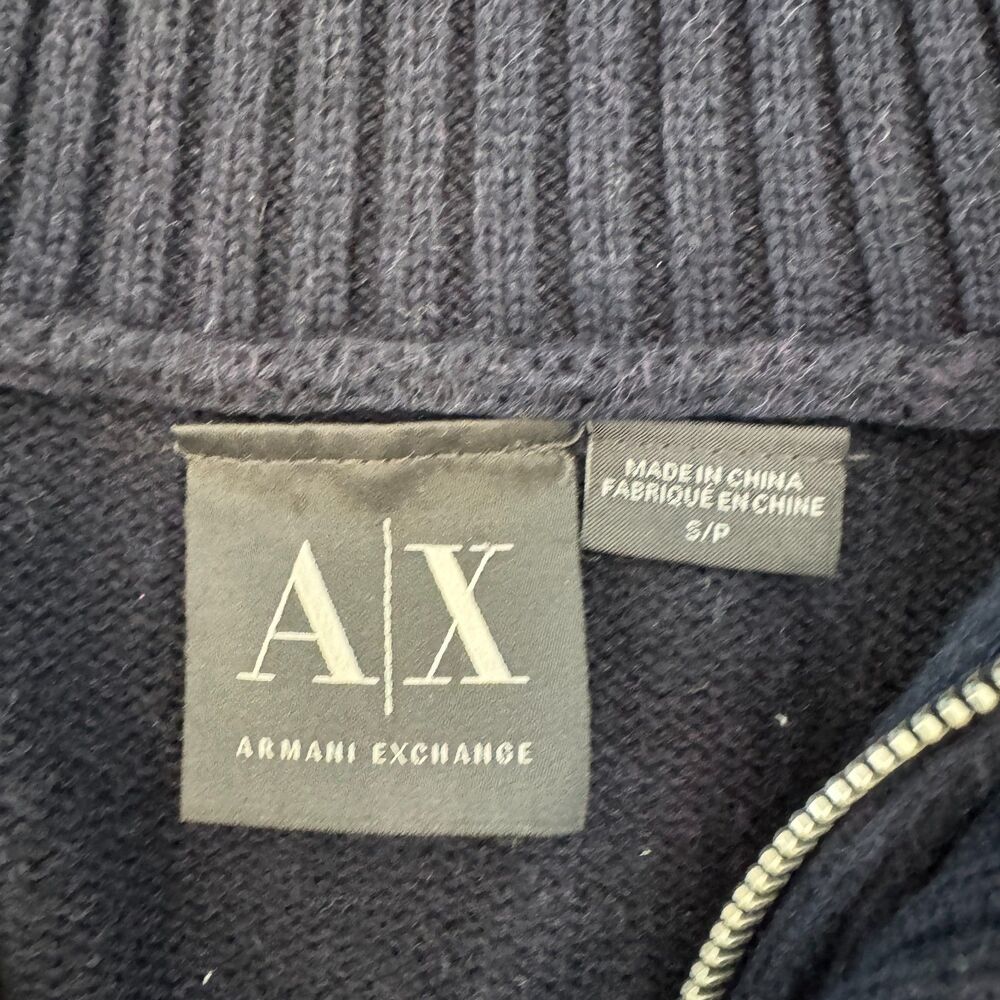 A|X
ARMANI EXCHANGE
MADE IN CHINA
FABRIQUÉ EN CHINE
S/P